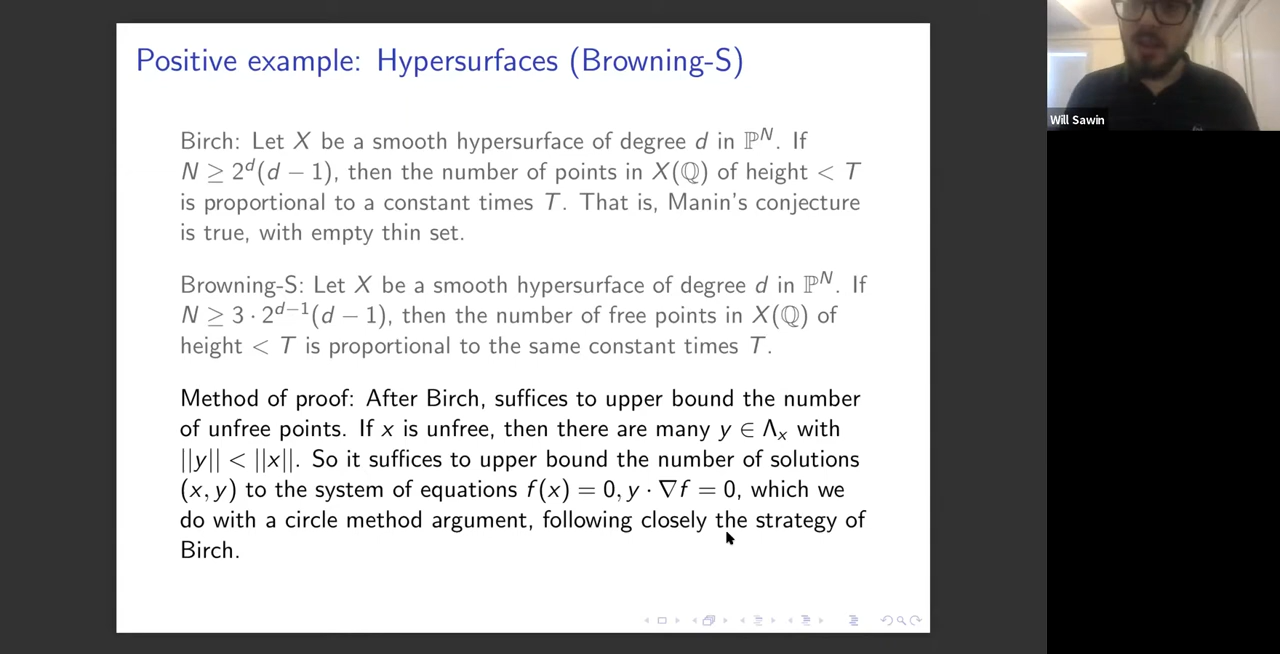 Positive example: Hypersurfaces (Browning-S)
Birch: Let X be a smooth hypersurface of degree d in ℙ^N. If
N ≥ 2^d(d − 1), then the number of points in X(ℚ) of height < T
is proportional to a constant times T. That is, Manin's conjecture
is true, with empty thin set.
Browning-S: Let X be a smooth hypersurface of degree d in ℙ^N. If
N ≥ 3 · 2^{d−1}(d − 1), then the number of free points in X(ℚ) of
height < T is proportional to the same constant times T.
Method of proof: After Birch, suffices to upper bound the number
of unfree points. If x is unfree, then there are many y ∈ Λ_x with
||y|| < ||x||. So it suffices to upper bound the number of solutions
(x, y) to the system of equations f(x) = 0, y · ∇f = 0, which we
do with a circle method argument, following closely the strategy of
Birch.
Will Sawin